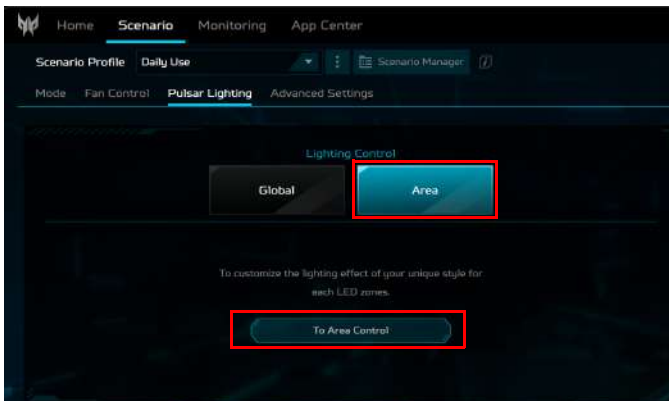 Home Scenario Monitoring App Center
Scenario Profile Daily Use Scenario Manager
Mode Fan Control Pulsar Lighting Advanced Settings
Lighting Control
Global Area
To customize the lighting effect of your unique style for
each LED zones.
To Area Control